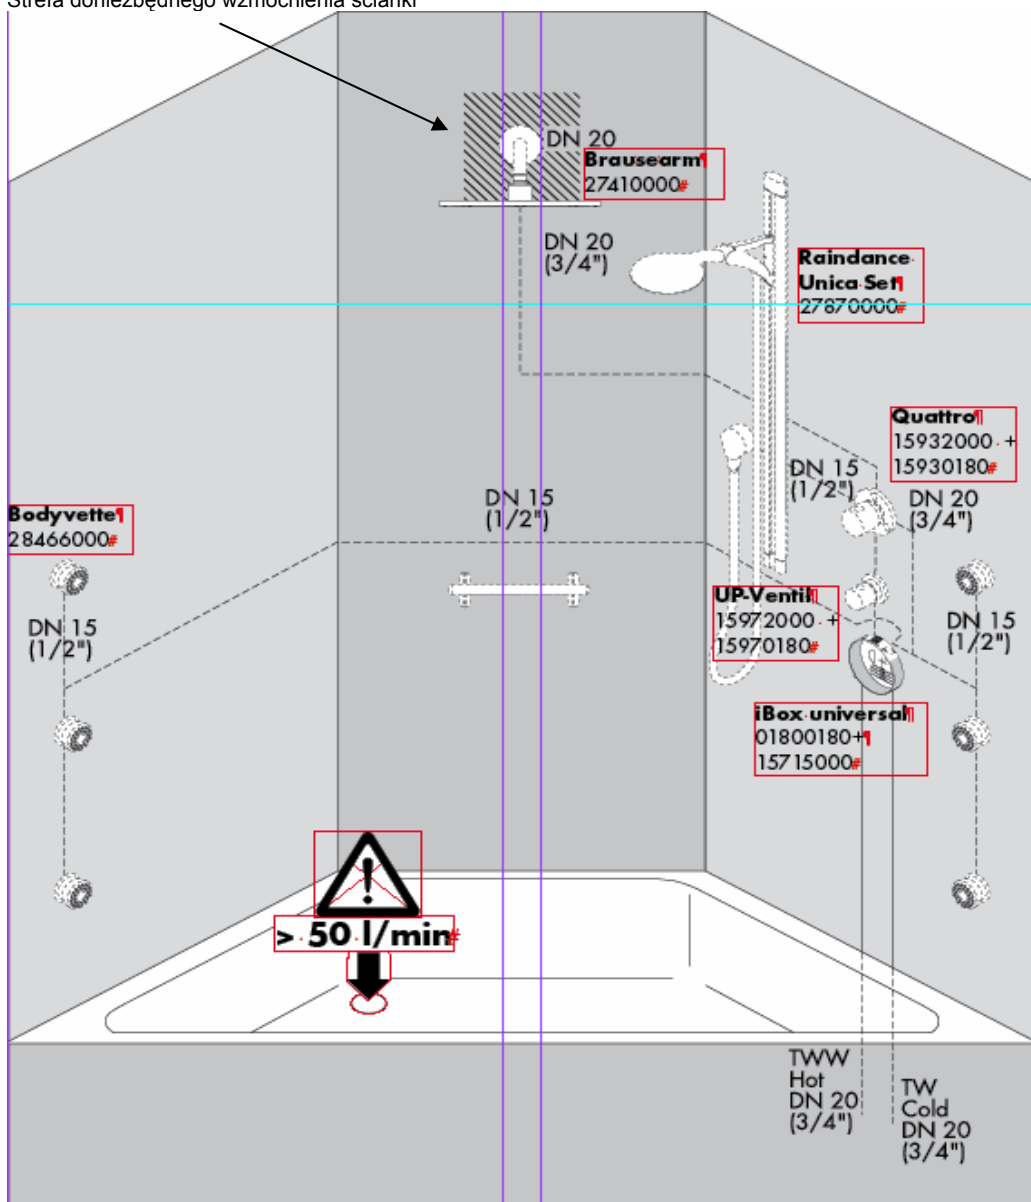 Strefa doniezbędnego wzmocnienia ścianki
DN 20
Brausearm¶
27410000#
DN 20
(3/4")
Raindance·
Unica·Set¶
27870000#
Quattro¶
15932000·+
15930180#
DN 15
(1/2")
DN 20
(3/4")
DN 15
(1/2")
Bodyvette¶
28466000#
DN 15
(1/2")
UP-Ventil¶
15972000·+
15970180#
DN 15
(1/2")
iBox·universal¶
01800180+¶
15715000#
>·50·l/min#
TWW
Hot
DN 20
(3/4")
TW
Cold
DN 20
(3/4")